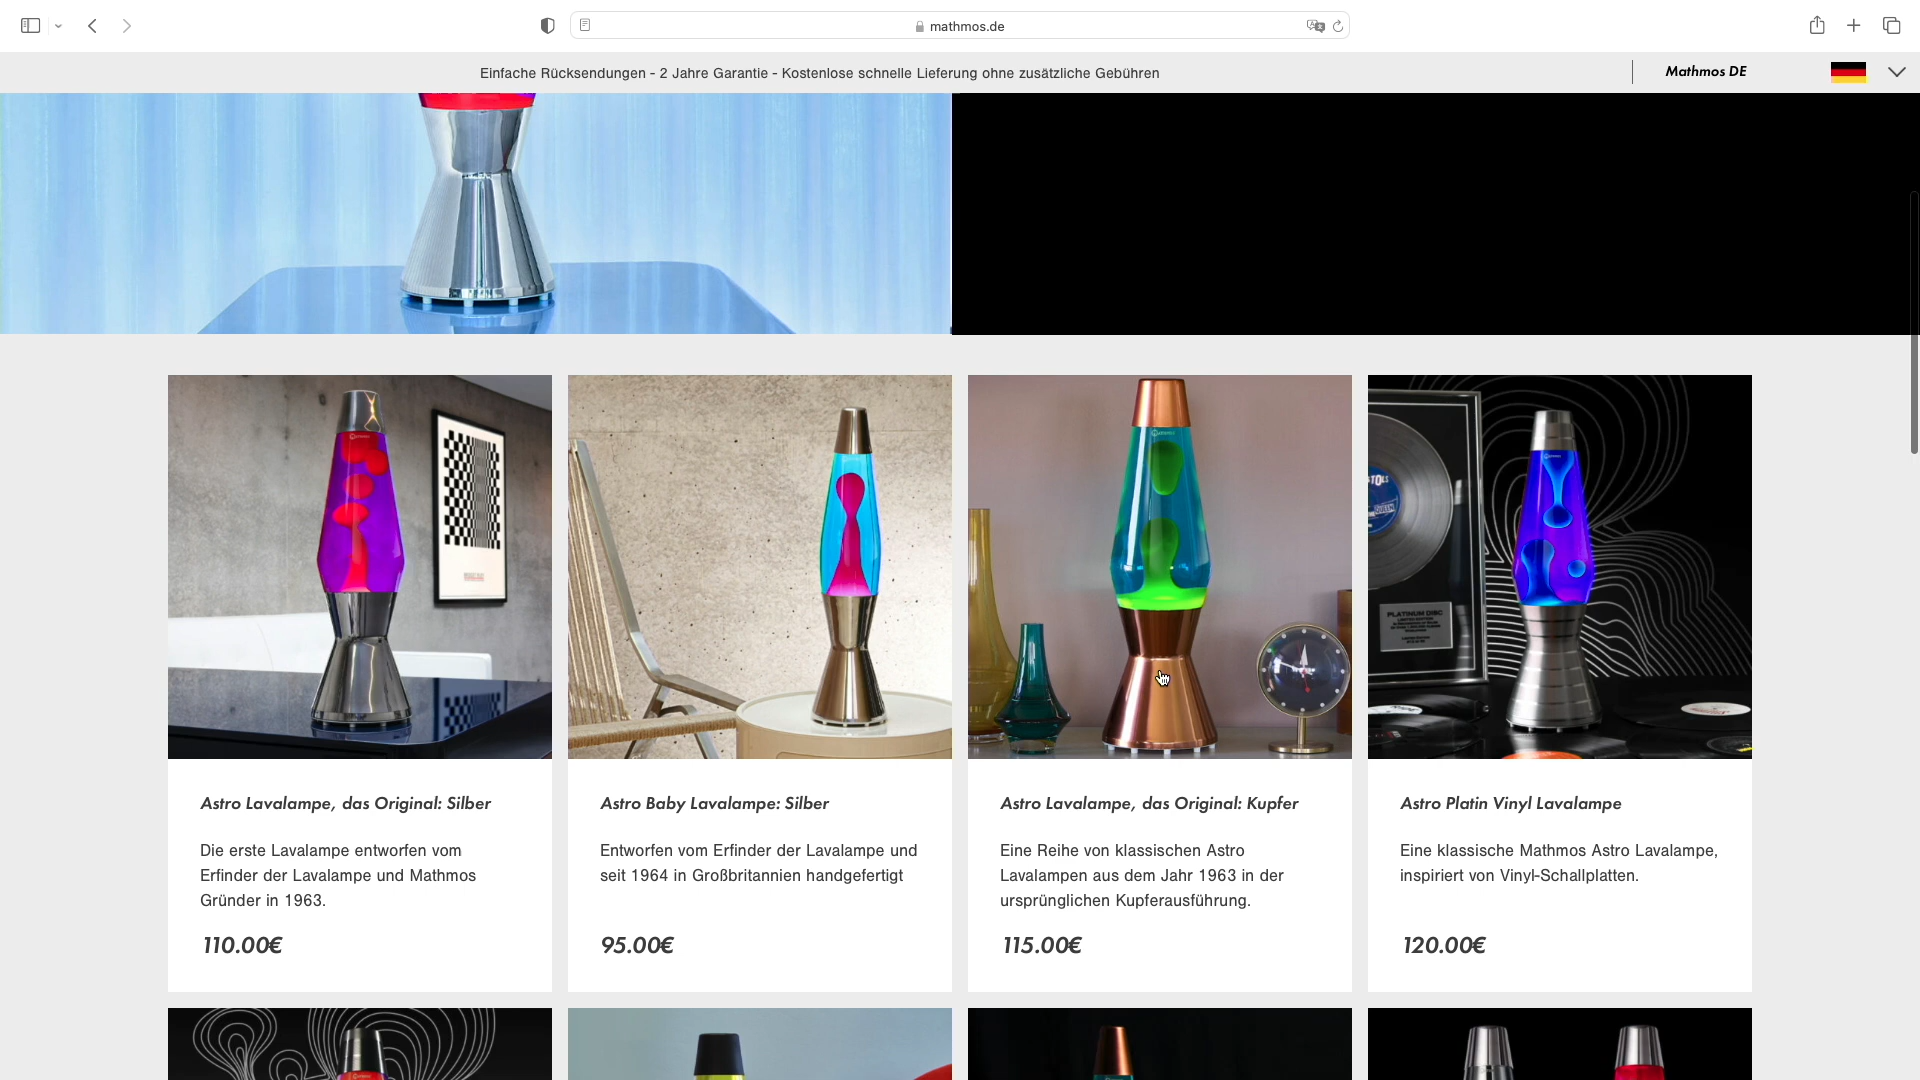 mathmos.de
Einfache Rücksendungen - 2 Jahre Garantie - Kostenlose schnelle Lieferung ohne zusätzliche Gebühren
Mathmos DE
PLATINUM DISC
Astro Lavalampe, das Original: Silber
Die erste Lavalampe entworfen vom
Erfinder der Lavalampe und Mathmos
Gründer in 1963.
110.00€
Astro Baby Lavalampe: Silber
Entworfen vom Erfinder der Lavalampe und
seit 1964 in Großbritannien handgefertigt
95.00€
Astro Lavalampe, das Original: Kupfer
Eine Reihe von klassischen Astro
Lavalampen aus dem Jahr 1963 in der
ursprünglichen Kupferausführung.
115.00€
Astro Platin Vinyl Lavalampe
Eine klassische Mathmos Astro Lavalampe,
inspiriert von Vinyl-Schallplatten.
120.00€